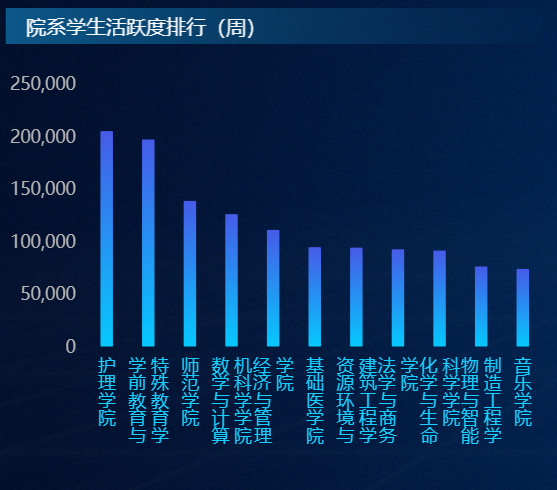 院系学生活跃度排行（周）
250,000
200,000
150,000
100,000
50,000
0
护理学院
学前教育与
特殊教育学
师范学院
数学与计算
机科学学院
经济与管理
学院
基础医学院
资源环境与
建筑工程学
法学与商务
学院
化学与生命
科学学院
物理与智能
制造工程学
音乐学院